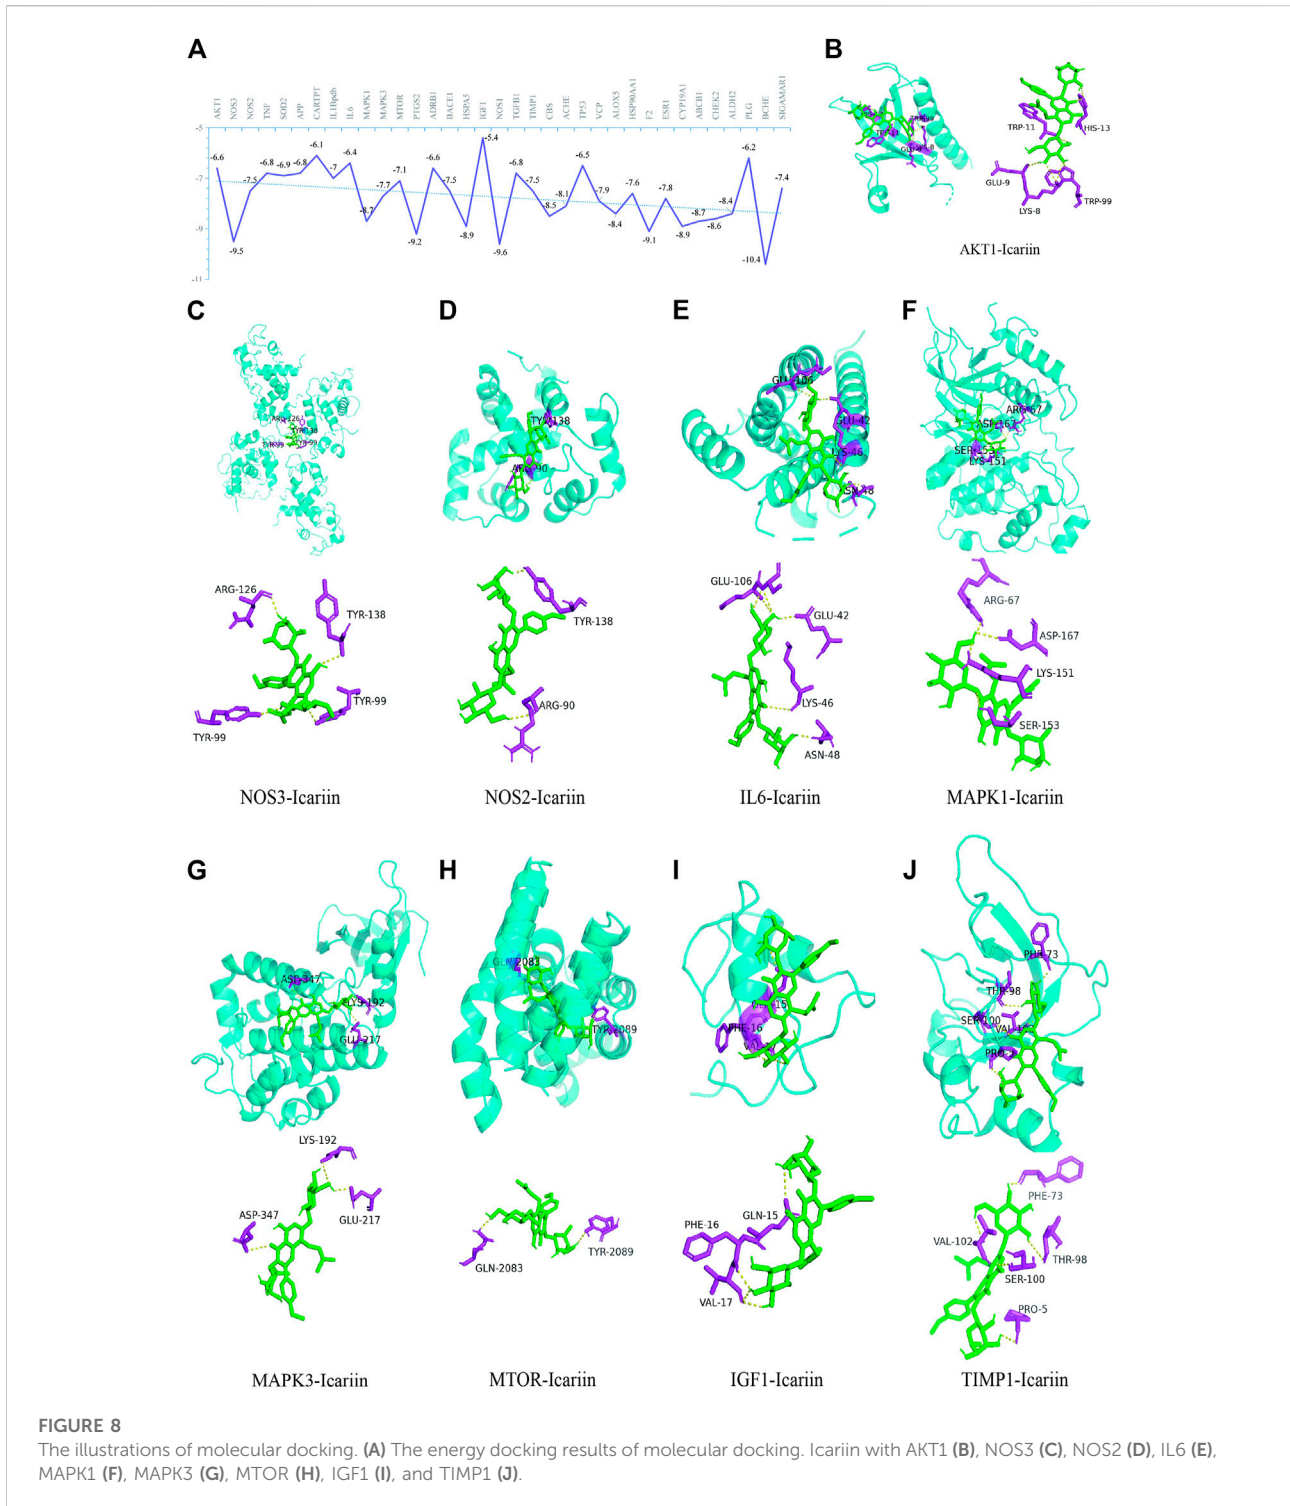 A
AKT1
NOS3
NOS2
TNF
SOD2
APP
CARTPT
IL1Bpdb
IL6
MAPK1
MAPK3
MTOR
PTGS2
ADRB1
BACE1
HSPA5
IGF1
NOS1
TGFB1
TIMP1
CBS
ACHE
TP53
VCP
ALOX5
HSP90AA1
F2
ESR1
CYP19A1
ABCB1
CHEK2
ALDH2
PLG
BCHE
SIGAMAR1
-5
-7
-9
-11
-6.6
-9.5
-7.5
-6.8
-6.9
-6.8
-6.1
-7
-6.4
-8.7
-7.7
-7.1
-9.2
-6.6
-7.5
-8.9
-5.4
-9.6
-6.8
-7.5
-8.5
-8.1
-6.5
-7.9
-8.4
-7.6
-9.1
-7.8
-8.9
-8.7
-8.6
-8.4
-6.2
-10.4
-7.4
B
TRP-11
HIS-13
GLU-9
LYS-8
TRP-99
AKT1-Icariin
C
TYR-138
TYR-99
ARG-126
TYR-138
TYR-99
TYR-99
NOS3-Icariin
D
TYR-138
ARG-90
TYR-138
ARG-90
NOS2-Icariin
E
GLU-106
GLU-42
LYS-46
ASN-48
GLU-106
GLU-42
LYS-46
ASN-48
IL6-Icariin
F
ARG-67
ASP-167
SER-153
LYS-151
ARG-67
ASP-167
LYS-151
SER-153
MAPK1-Icariin
G
ASP-347
LYS-192
GLU-217
LYS-192
ASP-347
GLU-217
MAPK3-Icariin
H
GLN-2083
TYR-2089
GLN-2083
TYR-2089
MTOR-Icariin
I
PHE-16
GLN-15
PHE-16
VAL-17
IGF1-Icariin
J
PHE-73
THR-98
SER-100
PHE-73
VAL-102
THR-98
SER-100
PRO-5
TIMP1-Icariin
FIGURE 8
The illustrations of molecular docking. (A) The energy docking results of molecular docking. Icariin with AKT1 (B), NOS3 (C), NOS2 (D), IL6 (E),
MAPK1 (F), MAPK3 (G), MTOR (H), IGF1 (I), and TIMP1 (J).